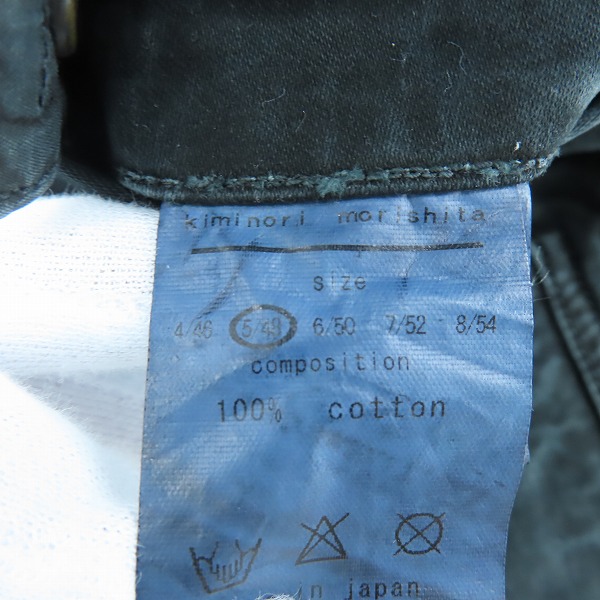 kiminori morishita
size
4/46 5/48 6/50 7/52 8/54
composition
100% cotton
in japan